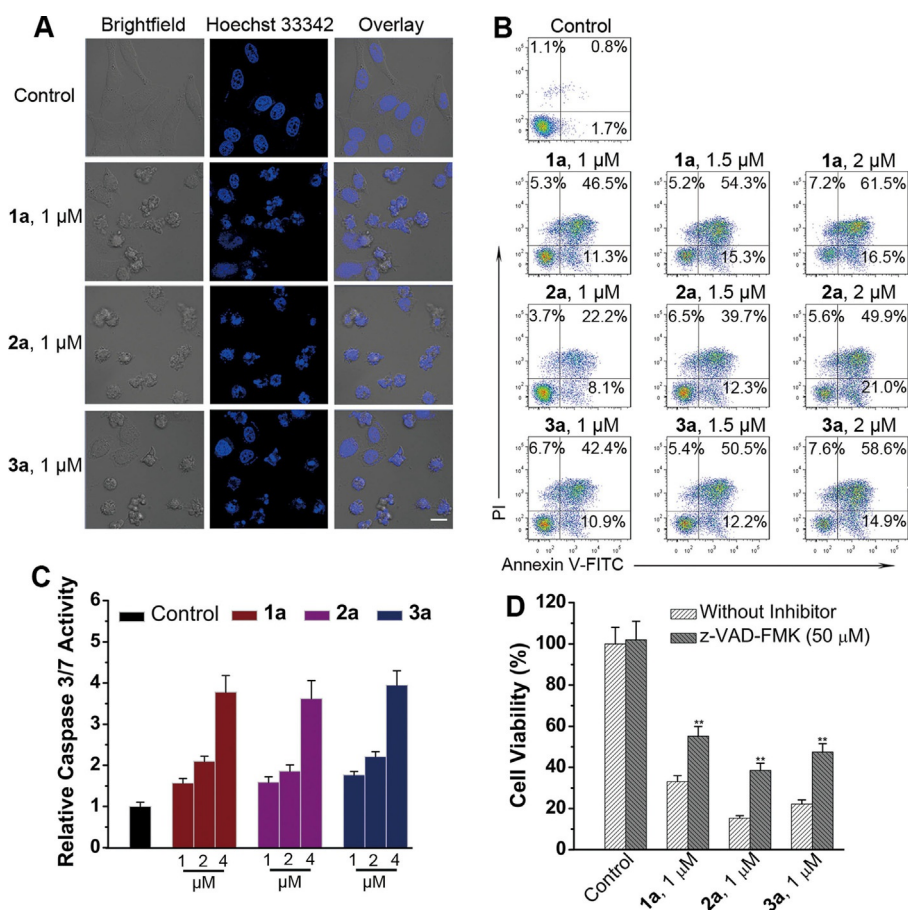 A
Brightfield Hoechst 33342 Overlay
Control
1a, 1 μM
2a, 1 μM
3a, 1 μM
B
Control
1.1% 0.8%
1.7%
1a, 1 μM 1a, 1.5 μM 1a, 2 μM
5.3% 46.5% 5.2% 54.3% 7.2% 61.5%
11.3% 15.3% 16.5%
2a, 1 μM 2a, 1.5 μM 2a, 2 μM
3.7% 22.2% 6.5% 39.7% 5.6% 49.9%
8.1% 12.3% 21.0%
3a, 1 μM 3a, 1.5 μM 3a, 2 μM
6.7% 42.4% 5.4% 50.5% 7.6% 58.6%
10.9% 12.2% 14.9%
PI
Annexin V-FITC
C
Relative Caspase 3/7 Activity
6
5
4
3
2
1
0
Control 1a 2a 3a
1 2 4 1 2 4 1 2 4
μM μM μM
D
Cell Viability (%)
120
100
80
60
40
20
0
Without Inhibitor
z-VAD-FMK (50 μM)
** ** **
Control 1a, 1 μM 2a, 1 μM 3a, 1 μM